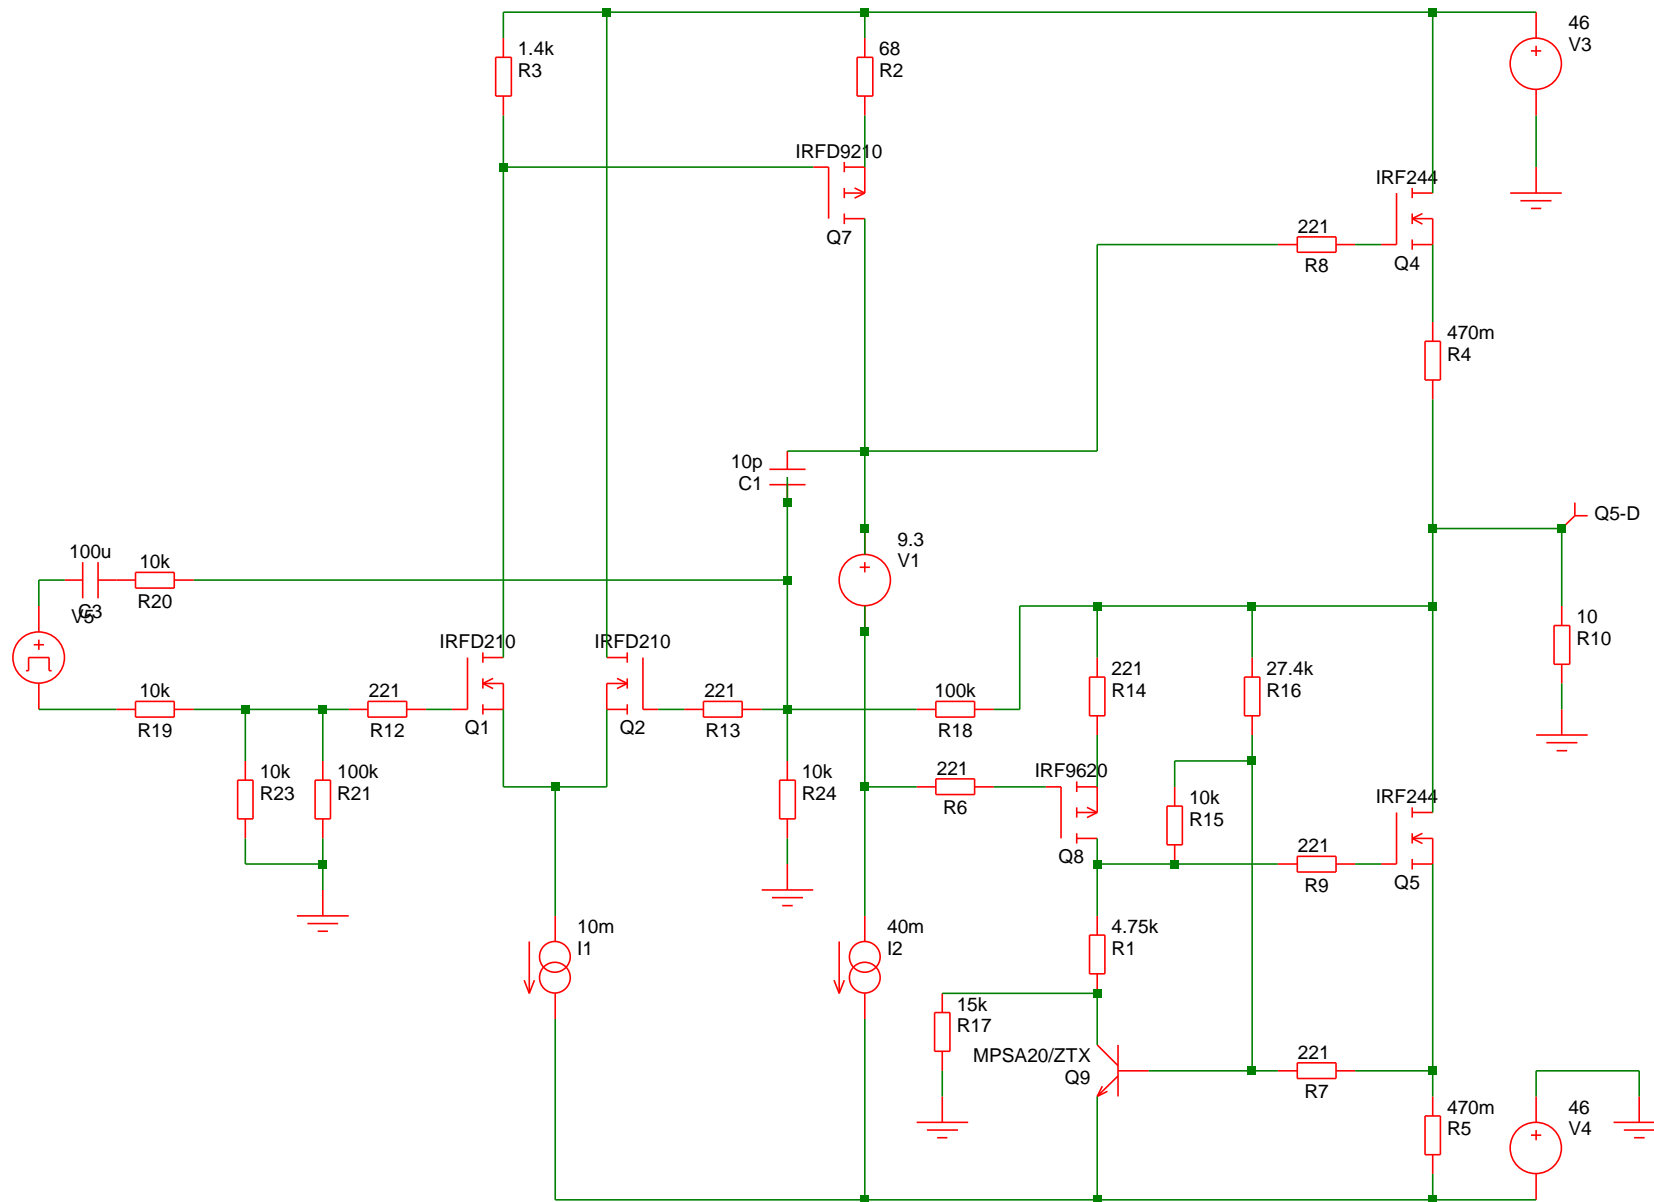 1.4k
R3
68
R2
46
V3
IRFD9210
Q7
IRF244
221
R8
Q4
470m
R4
10p
C1
Q5-D
9.3
V1
100u
C3
10k
R20
V5
10
R10
IRFD210
IRFD210
221
R14
27.4k
R16
10k
R19
221
R12
Q1
Q2
221
R13
100k
R18
10k
R23
100k
R21
10k
R24
221
R6
IRF9620
Q8
10k
R15
IRF244
221
R9
Q5
10m
I1
40m
I2
4.75k
R1
15k
R17
MPSA20/ZTX
Q9
221
R7
470m
R5
46
V4